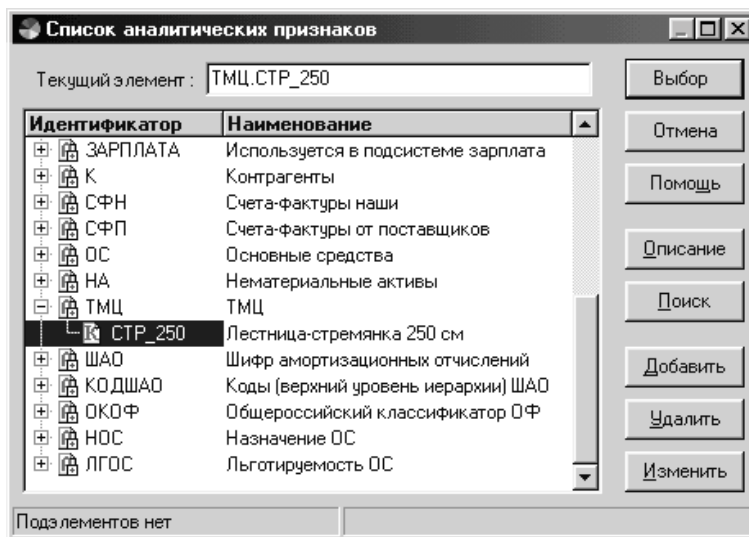 Список аналитических признаков
Текущий элемент : ТМЦ.СТР_250 Выбор
Идентификатор Наименование Отмена
ЗАРПЛАТА Используется в подсистеме зарплата
К Контрагенты Помощь
СФН Счета-фактуры наши
СФП Счета-фактуры от поставщиков
ОС Основные средства Описание
НА Нематериальные активы
ТМЦ ТМЦ Поиск
СТР_250 Лестница-стремянка 250 см
ШАО Шифр амортизационных отчислений Добавить
КОДШАО Коды (верхний уровень иерархии) ШАО
ОКОФ Общероссийский классификатор ОФ Удалить
НОС Назначение ОС
ЛГОС Льготируемость ОС Изменить
Подэлементов нет